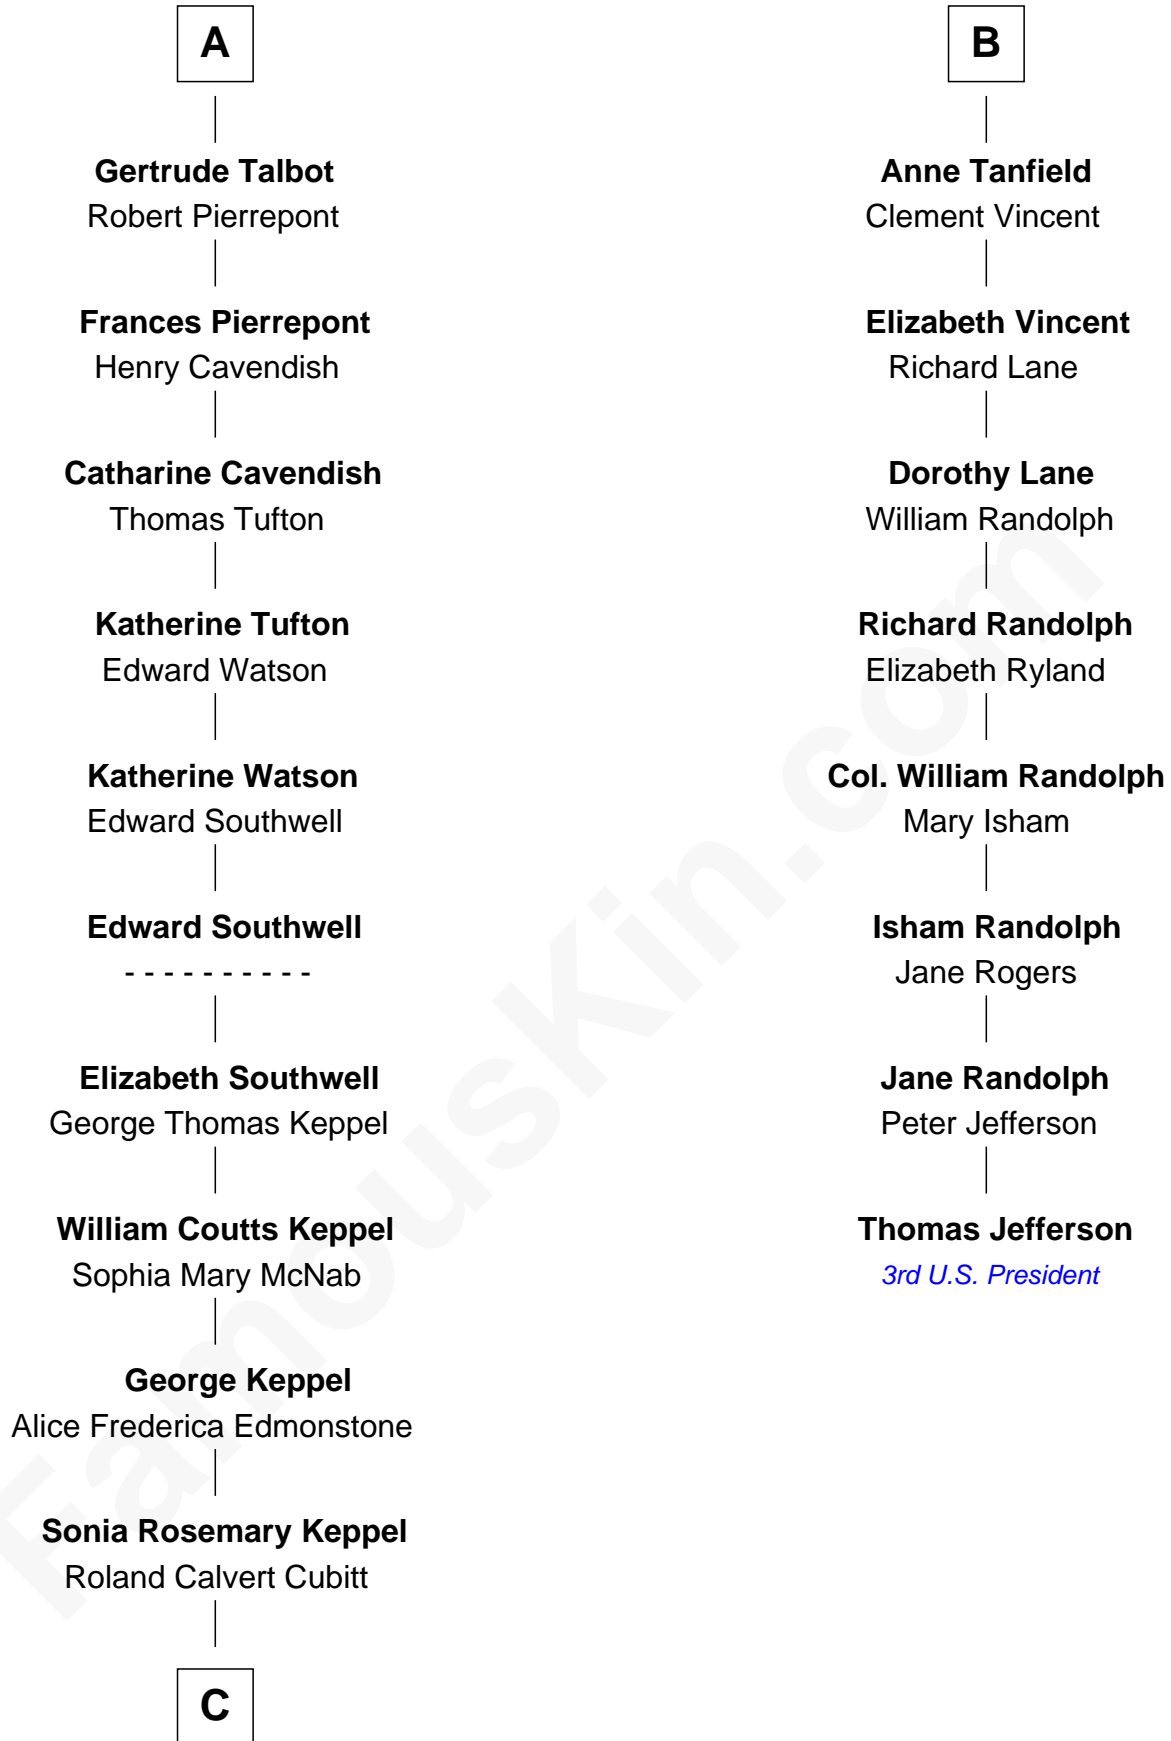 A
Gertrude Talbot
Robert Pierrepont
Frances Pierrepont
Henry Cavendish
Catharine Cavendish
Thomas Tufton
Katherine Tufton
Edward Watson
Katherine Watson
Edward Southwell
Edward Southwell
- - - - - - - - - -
Elizabeth Southwell
George Thomas Keppel
William Coutts Keppel
Sophia Mary McNab
George Keppel
Alice Frederica Edmonstone
Sonia Rosemary Keppel
Roland Calvert Cubitt
C
B
Anne Tanfield
Clement Vincent
Elizabeth Vincent
Richard Lane
Dorothy Lane
William Randolph
Richard Randolph
Elizabeth Ryland
Col. William Randolph
Mary Isham
Isham Randolph
Jane Rogers
Jane Randolph
Peter Jefferson
Thomas Jefferson
3rd U.S. President
FamousKin.com